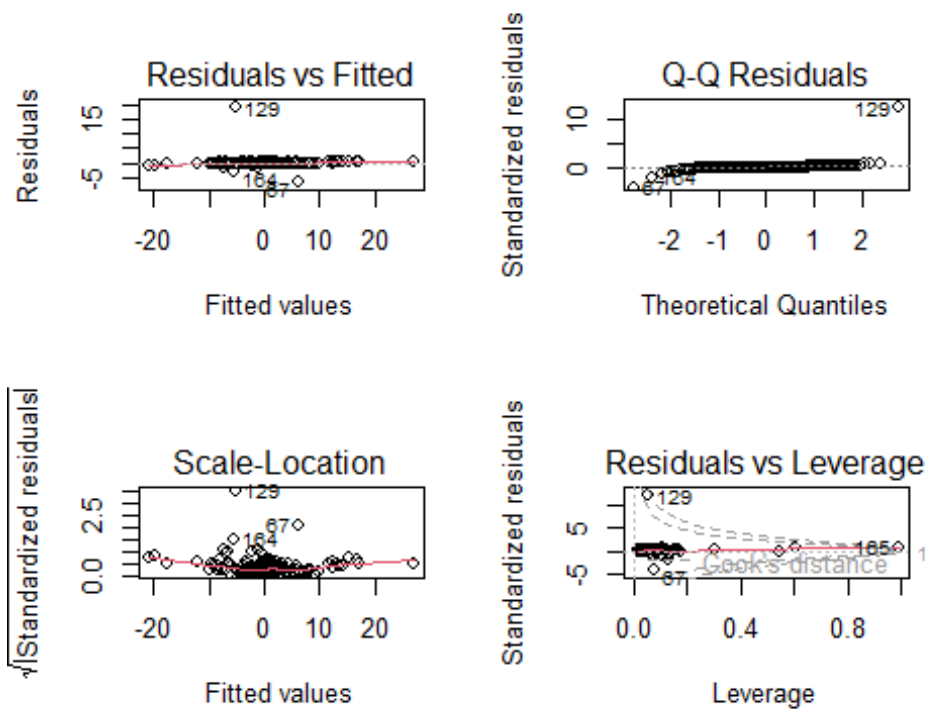 Residuals vs Fitted
Residuals
15
-5
129
164
67
-20
0
10
20
Fitted values
Q-Q Residuals
Standardized residuals
10
0
129
164
67
-2
-1
0
1
2
Theoretical Quantiles
Scale-Location
√|Standardized residuals|
2.5
0.0
129
67
164
-20
0
10
20
Fitted values
Residuals vs Leverage
Standardized residuals
5
-5
129
67
165
Cook's distance
1
0.0
0.4
0.8
Leverage